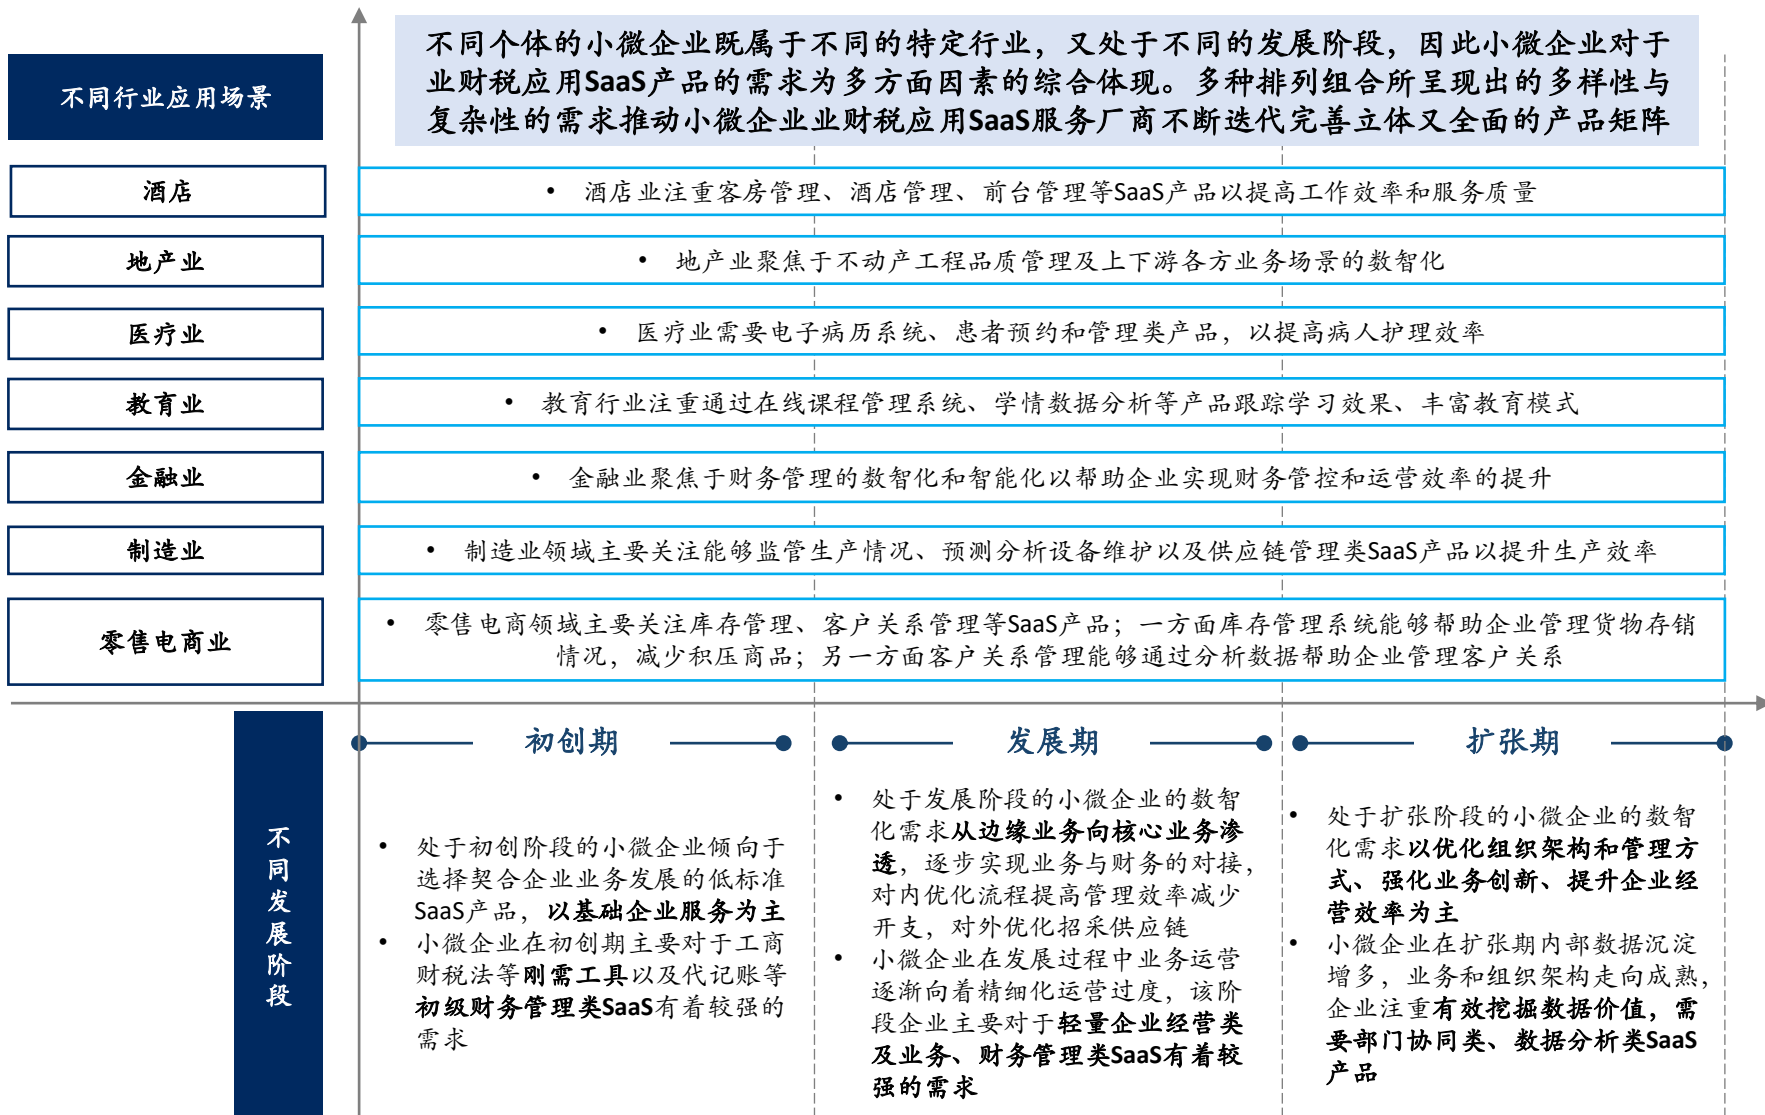 不同个体的小微企业既属于不同的特定行业，又处于不同的发展阶段，因此小微企业对于
业财税应用SaaS产品的需求为多方面因素的综合体现。多种排列组合所呈现出的多样性与
复杂性的需求推动小微企业业财税应用SaaS服务厂商不断迭代完善立体又全面的产品矩阵
不同行业应用场景
酒店
• 酒店业注重客房管理、酒店管理、前台管理等SaaS产品以提高工作效率和服务质量
地产业
• 地产业聚焦于不动产工程品质管理及上下游各方业务场景的数智化
医疗业
• 医疗业需要电子病历系统、患者预约和管理类产品，以提高病人护理效率
教育业
• 教育行业注重通过在线课程管理系统、学情数据分析等产品跟踪学习效果、丰富教育模式
金融业
• 金融业聚焦于财务管理的数智化和智能化以帮助企业实现财务管控和运营效率的提升
制造业
• 制造业领域主要关注能够监管生产情况、预测分析设备维护以及供应链管理类SaaS产品以提升生产效率
零售电商业
• 零售电商领域主要关注库存管理、客户关系管理等SaaS产品；一方面库存管理系统能够帮助企业管理货物存销
情况，减少积压商品；另一方面客户关系管理能够通过分析数据帮助企业管理客户关系
不同发展阶段
初创期
• 处于初创阶段的小微企业倾向于
选择契合企业业务发展的低标准
SaaS产品，以基础企业服务为主
• 小微企业在初创期主要对于工商
财税法等刚需工具以及代记账等
初级财务管理类SaaS有着较强的
需求
发展期
• 处于发展阶段的小微企业的数智
化需求从边缘业务向核心业务渗
透，逐步实现业务与财务的对接，
对内优化流程提高管理效率减少
开支，对外优化招采供应链
• 小微企业在发展过程中业务运营
逐渐向着精细化运营过度，该阶
段企业主要对于轻量企业经营类
及业务、财务管理类SaaS有着较
强的需求
扩张期
• 处于扩张阶段的小微企业的数智
化需求以优化组织架构和管理方
式、强化业务创新、提升企业经
营效率为主
• 小微企业在扩张期内部数据沉淀
增多，业务和组织架构走向成熟，
企业注重有效挖掘数据价值，需
要部门协同类、数据分析类SaaS
产品